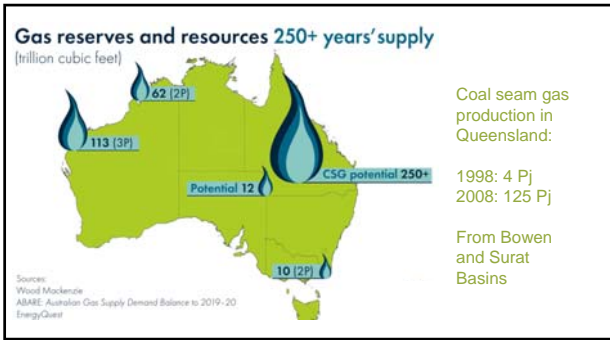 Gas reserves and resources 250+ years' supply
(trillion cubic feet)
62 (2P)
113 (3P)
CSG potential 250+
Potential 12
10 (2P)
Sources:
Wood Mackenzie
ABARE: Australian Gas Supply Demand Balance to 2019-20
EnergyQuest
Coal seam gas
production in
Queensland:
1998: 4 Pj
2008: 125 Pj
From Bowen
and Surat
Basins